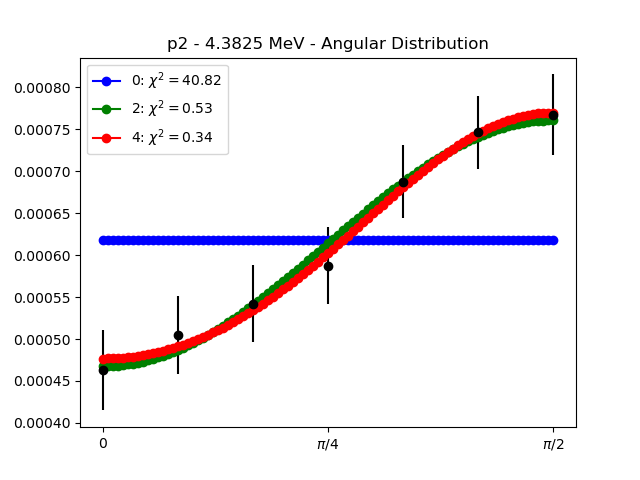 p2 - 4.3825 MeV - Angular Distribution
0: χ² = 40.82
2: χ² = 0.53
4: χ² = 0.34
0.00080
0.00075
0.00070
0.00065
0.00060
0.00055
0.00050
0.00045
0.00040
0 π/4 π/2